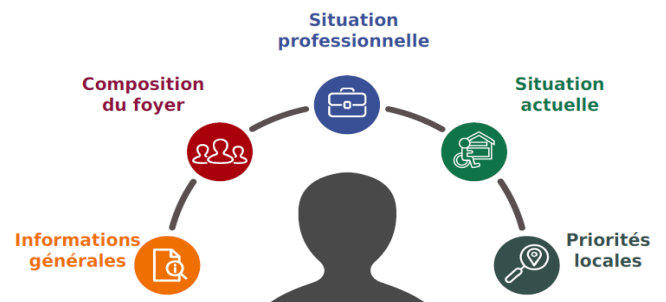 Situation
professionnelle
Composition
du foyer
Situation
actuelle
Informations
générales
Priorités
locales